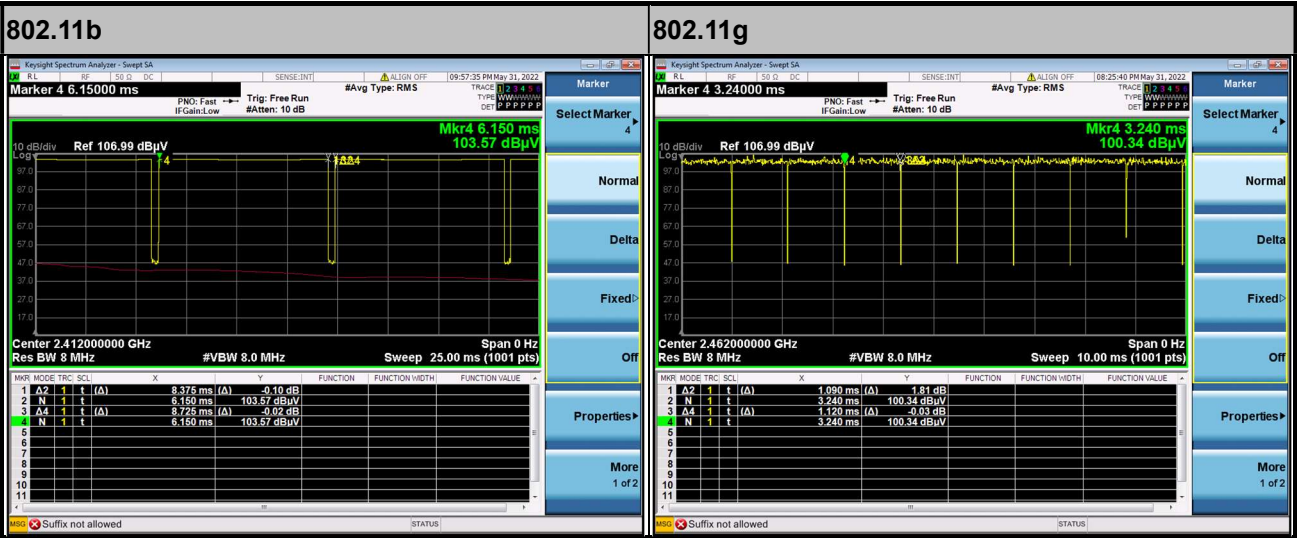 802.11b
Keysight Spectrum Analyzer - Swept SA
RL RF 50 Ω DC SENSE:INT ALIGN OFF 09:57:35 PM May 31, 2022
Marker 4 6.15000 ms #Avg Type: RMS TRACE 1 2 3 4 5 6
PNO: Fast Trig: Free Run TYPE WWWWWW
IFGain:Low #Atten: 10 dB DET P P P P P P
Mkr4 6.150 ms
10 dB/div Ref 106.99 dBµV 103.57 dBµV
Log
97.0
87.0
77.0
67.0
57.0
47.0
37.0
27.0
17.0
Center 2.412000000 GHz Span 0 Hz
Res BW 8 MHz #VBW 8.0 MHz Sweep 25.00 ms (1001 pts)
MKR MODE TRC SCL X Y FUNCTION FUNCTION WIDTH FUNCTION VALUE
1 Δ2 1 t (Δ) 8.375 ms (Δ) -0.10 dB
2 N 1 t 6.150 ms 103.57 dBµV
3 Δ4 1 t (Δ) 8.725 ms (Δ) -0.02 dB
4 N 1 t 6.150 ms 103.57 dBµV
5
6
7
8
9
10
11
MSG Suffix not allowed STATUS
Marker
Select Marker
4
Normal
Delta
Fixed
Off
Properties
More
1 of 2
802.11g
Keysight Spectrum Analyzer - Swept SA
RL RF 50 Ω DC SENSE:INT ALIGN OFF 08:25:40 PM May 31, 2022
Marker 4 3.24000 ms #Avg Type: RMS TRACE 1 2 3 4 5 6
PNO: Fast Trig: Free Run TYPE WWWWWW
IFGain:Low #Atten: 10 dB DET P P P P P P
Mkr4 3.240 ms
10 dB/div Ref 106.99 dBµV 100.34 dBµV
Log
97.0
87.0
77.0
67.0
57.0
47.0
37.0
27.0
17.0
Center 2.462000000 GHz Span 0 Hz
Res BW 8 MHz #VBW 8.0 MHz Sweep 10.00 ms (1001 pts)
MKR MODE TRC SCL X Y FUNCTION FUNCTION WIDTH FUNCTION VALUE
1 Δ2 1 t (Δ) 1.090 ms (Δ) 1.81 dB
2 N 1 t 3.240 ms 100.34 dBµV
3 Δ4 1 t (Δ) 1.120 ms (Δ) -0.03 dB
4 N 1 t 3.240 ms 100.34 dBµV
5
6
7
8
9
10
11
MSG Suffix not allowed STATUS
Marker
Select Marker
4
Normal
Delta
Fixed
Off
Properties
More
1 of 2